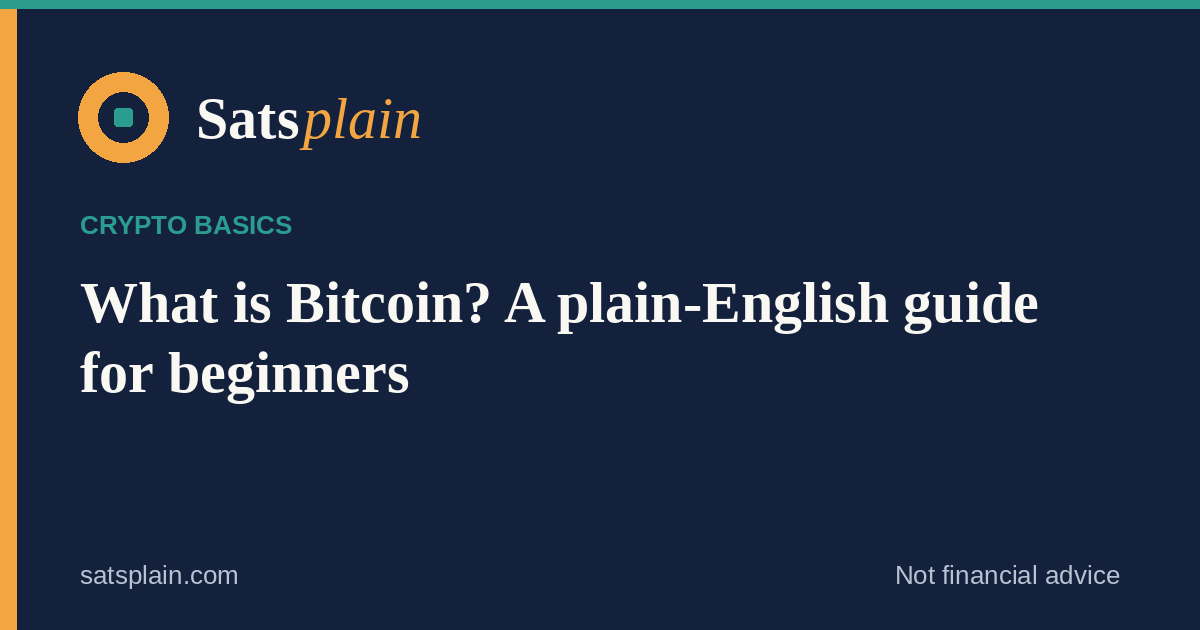 Satsplain
CRYPTO BASICS
What is Bitcoin? A plain-English guide
for beginners
satsplain.com
Not financial advice